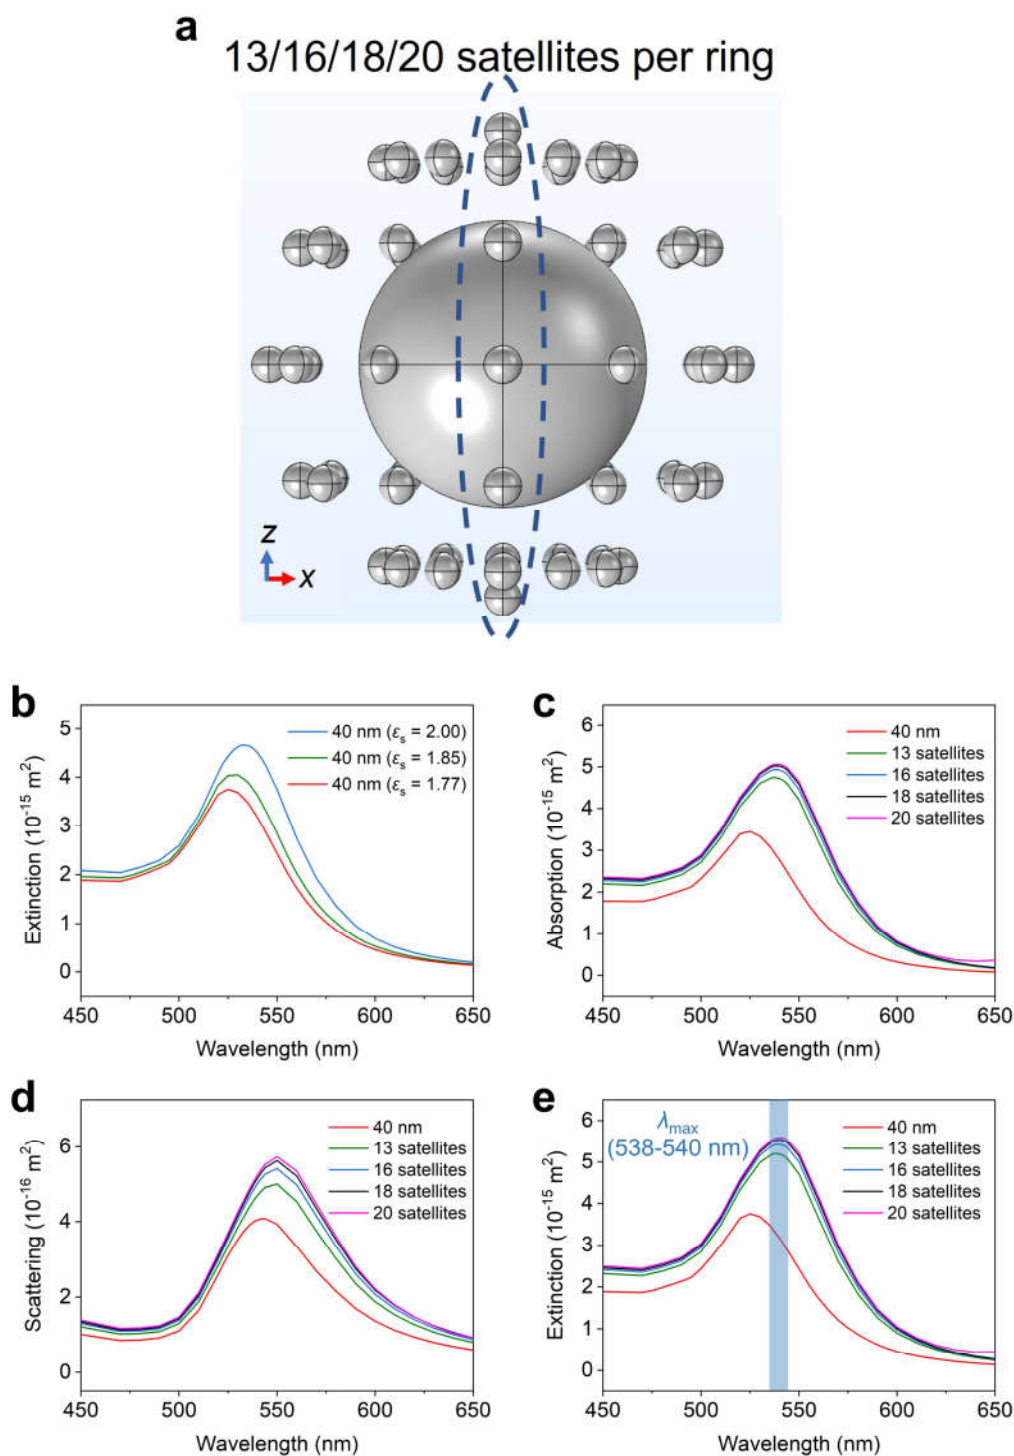 a
13/16/18/20 satellites per ring
z
x
b
5
4
3
2
1
0
Extinction (10⁻¹⁵ m²)
40 nm (εₛ = 2.00)
40 nm (εₛ = 1.85)
40 nm (εₛ = 1.77)
450 500 550 600 650
Wavelength (nm)
c
6
5
4
3
2
1
0
Absorption (10⁻¹⁵ m²)
40 nm
13 satellites
16 satellites
18 satellites
20 satellites
450 500 550 600 650
Wavelength (nm)
d
6
4
2
0
Scattering (10⁻¹⁶ m²)
40 nm
13 satellites
16 satellites
18 satellites
20 satellites
450 500 550 600 650
Wavelength (nm)
e
6
5
4
3
2
1
0
Extinction (10⁻¹⁵ m²)
λmax
(538-540 nm)
40 nm
13 satellites
16 satellites
18 satellites
20 satellites
450 500 550 600 650
Wavelength (nm)